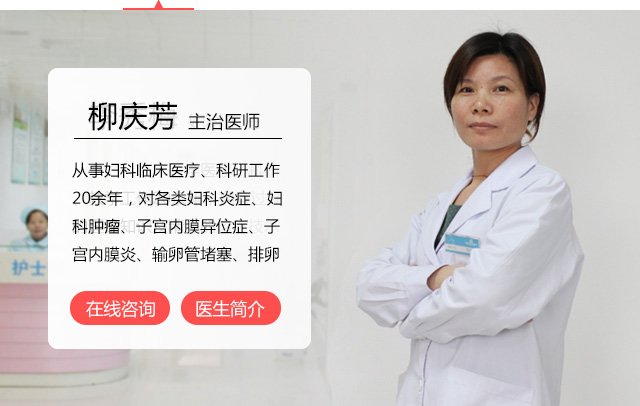 柳庆芳 主治医师
从事妇科临床医疗、科研工作
20余年，对各类妇科炎症、妇
科肿瘤、子宫内膜异位症、子
宫内膜炎、输卵管堵塞、排卵
护士
在线咨询 医生简介